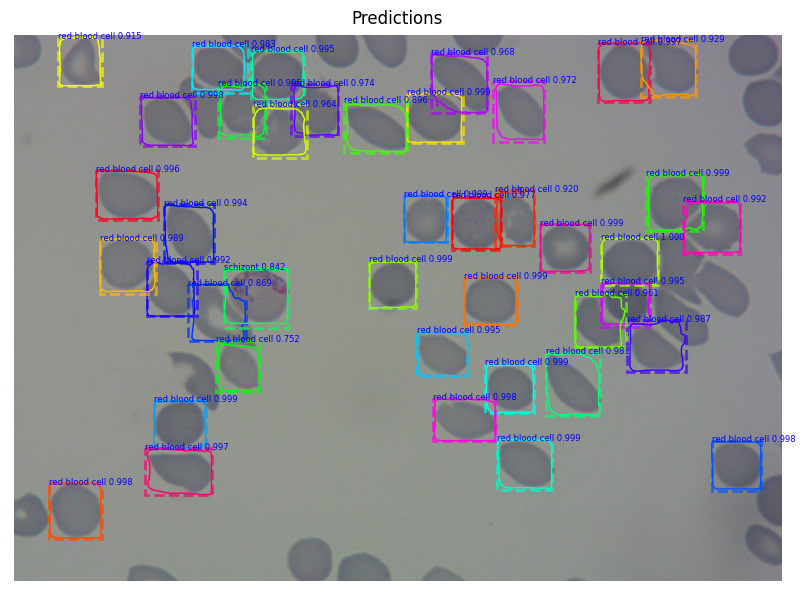 Predictions
red blood cell 0.915
red blood cell 0.983
red blood cell 0.995
red blood cell 0.968
red blood cell 0.997
red blood cell 0.929
red blood cell 0.998
red blood cell 0.974
red blood cell 0.964
red blood cell 0.896
red blood cell 0.999
red blood cell 0.972
red blood cell 0.996
red blood cell 0.994
red blood cell
red blood cell 0.977
red blood cell 0.920
red blood cell 0.999
red blood cell 0.999
red blood cell 0.992
red blood cell 0.989
red blood cell 0.992
schizont 0.842
red blood cell 0.869
red blood cell 0.999
red blood cell 0.999
red blood cell 1.000
red blood cell 0.995
red blood cell 0.961
red blood cell 0.987
red blood cell 0.752
red blood cell 0.995
red blood cell 0.999
red blood cell 0.981
red blood cell 0.999
red blood cell 0.998
red blood cell 0.997
red blood cell 0.999
red blood cell 0.998
red blood cell 0.998